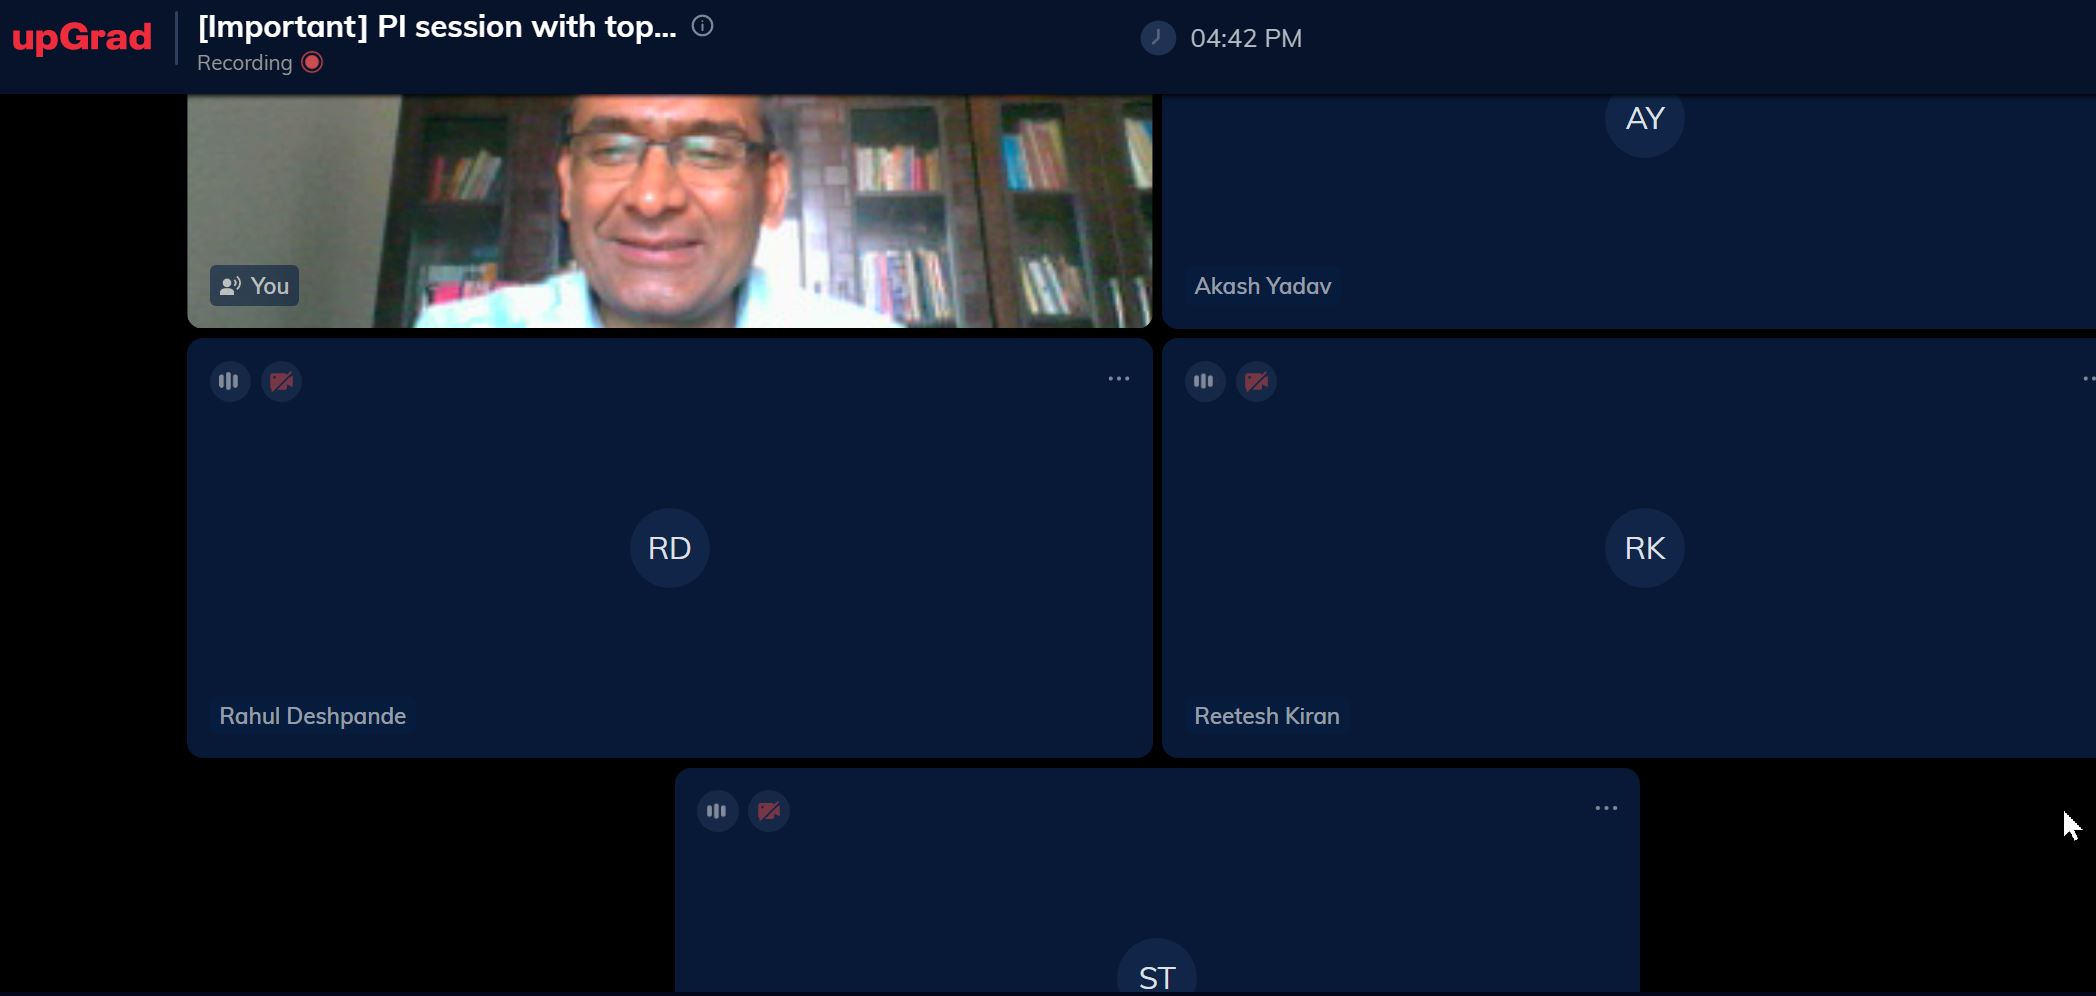 upGrad
[Important] PI session with top...
Recording
04:42 PM
You
AY
Akash Yadav
RD
Rahul Deshpande
RK
Reetesh Kiran
ST